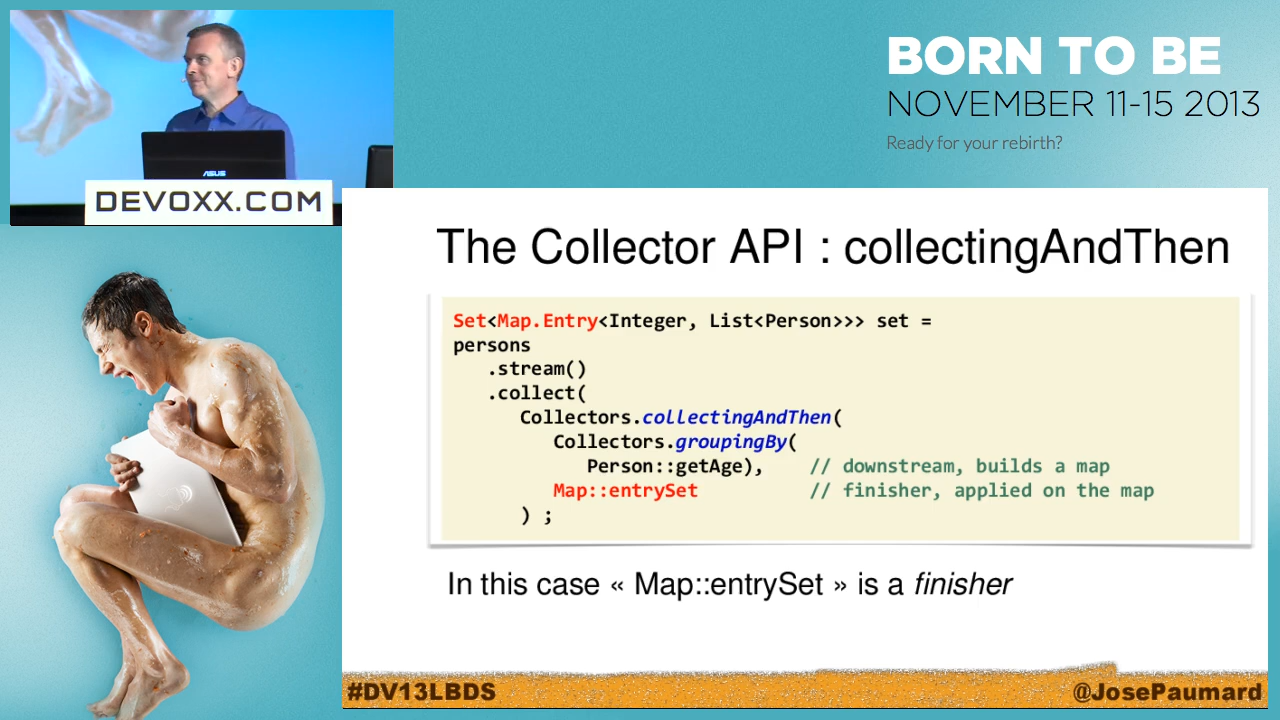 BORN TO BE
NOVEMBER 11-15 2013
Ready for your rebirth?
ASUS
DEVOXX.COM
The Collector API : collectingAndThen
Set<Map.Entry<Integer, List<Person>>> set =
persons
.stream()
.collect(
Collectors.collectingAndThen(
Collectors.groupingBy(
Person::getAge), // downstream, builds a map
Map::entrySet // finisher, applied on the map
) ;
In this case « Map::entrySet » is a finisher
#DV13LBDS
@JosePaumard